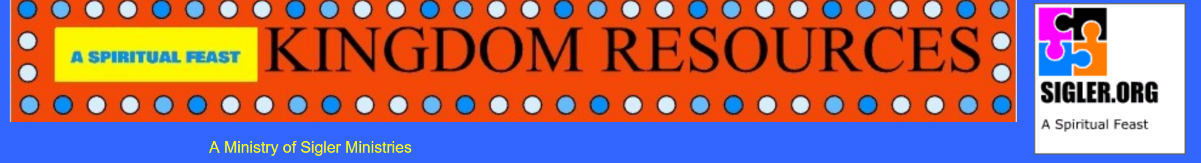 A SPIRITUAL FEAST
KINGDOM RESOURCES
A Ministry of Sigler Ministries
SIGLER.ORG
A Spiritual Feast